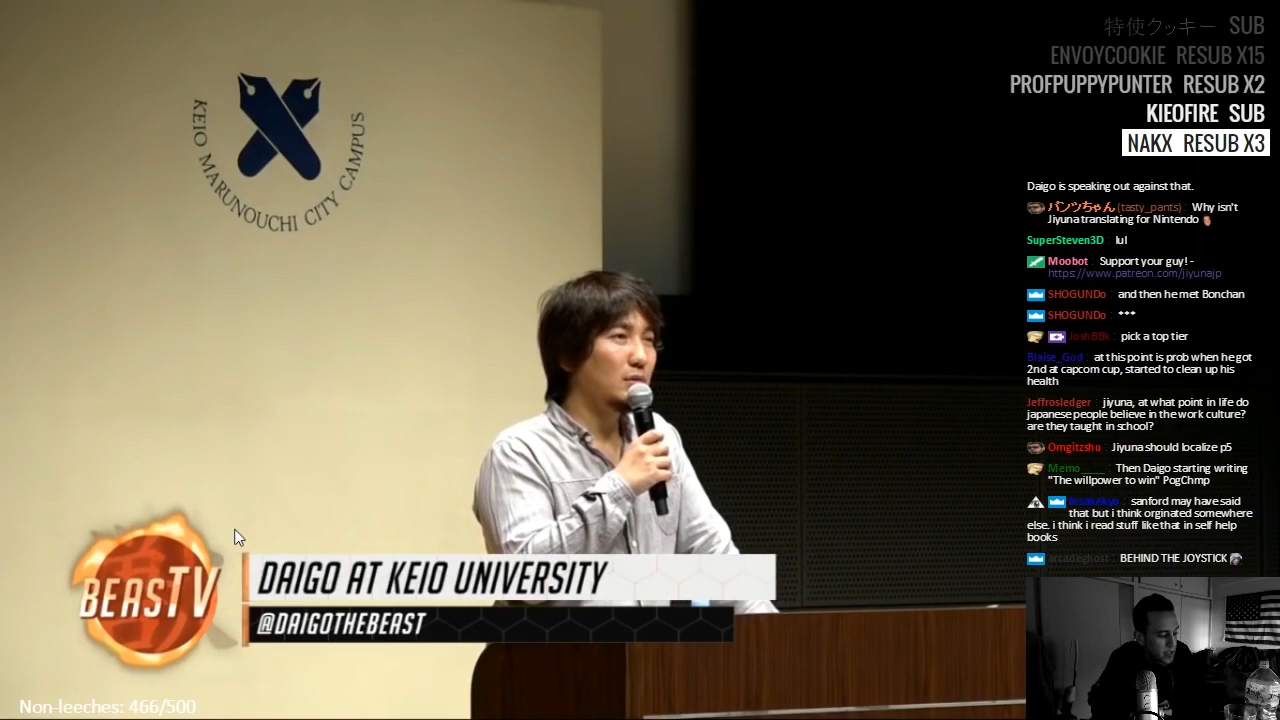 KEIO MARUNOUCHI CITY CAMPUS
BEASTV
DAIGO AT KEIO UNIVERSITY
@DAIGOTHEBEAST
Non-leeches: 466/500
特使クッキー SUB
ENVOYCOOKIE RESUB X15
PROFPUPPYPUNTER RESUB X2
KIEOFIRE SUB
NAKX RESUB X3
Daigo is speaking out against that.
パンツちゃん (tasty_pants) : Why isn't
Jiyuna translating for Nintendo
SuperSteven3D : lul
Moobot : Support your guy! -
https://www.patreon.com/jiyunajp
SHOGUNDo : and then he met Bonchan
SHOGUNDo : ***
JoshBBk : pick a top tier
Blaise_God : at this point is prob when he got
2nd at capcom cup, started to clean up his
health
Jeffrosledger : jiyuna, at what point in life do
japanese people believe in the work culture?
are they taught in school?
Omgitzshu : Jiyuna should localize p5
Memo____ : Then Daigo starting writing
"The willpower to win" PogChmp
: sanford may have said
that but i think orginated somewhere
else. i think i read stuff like that in self help
books
arcadeghost : BEHIND THE JOYSTICK